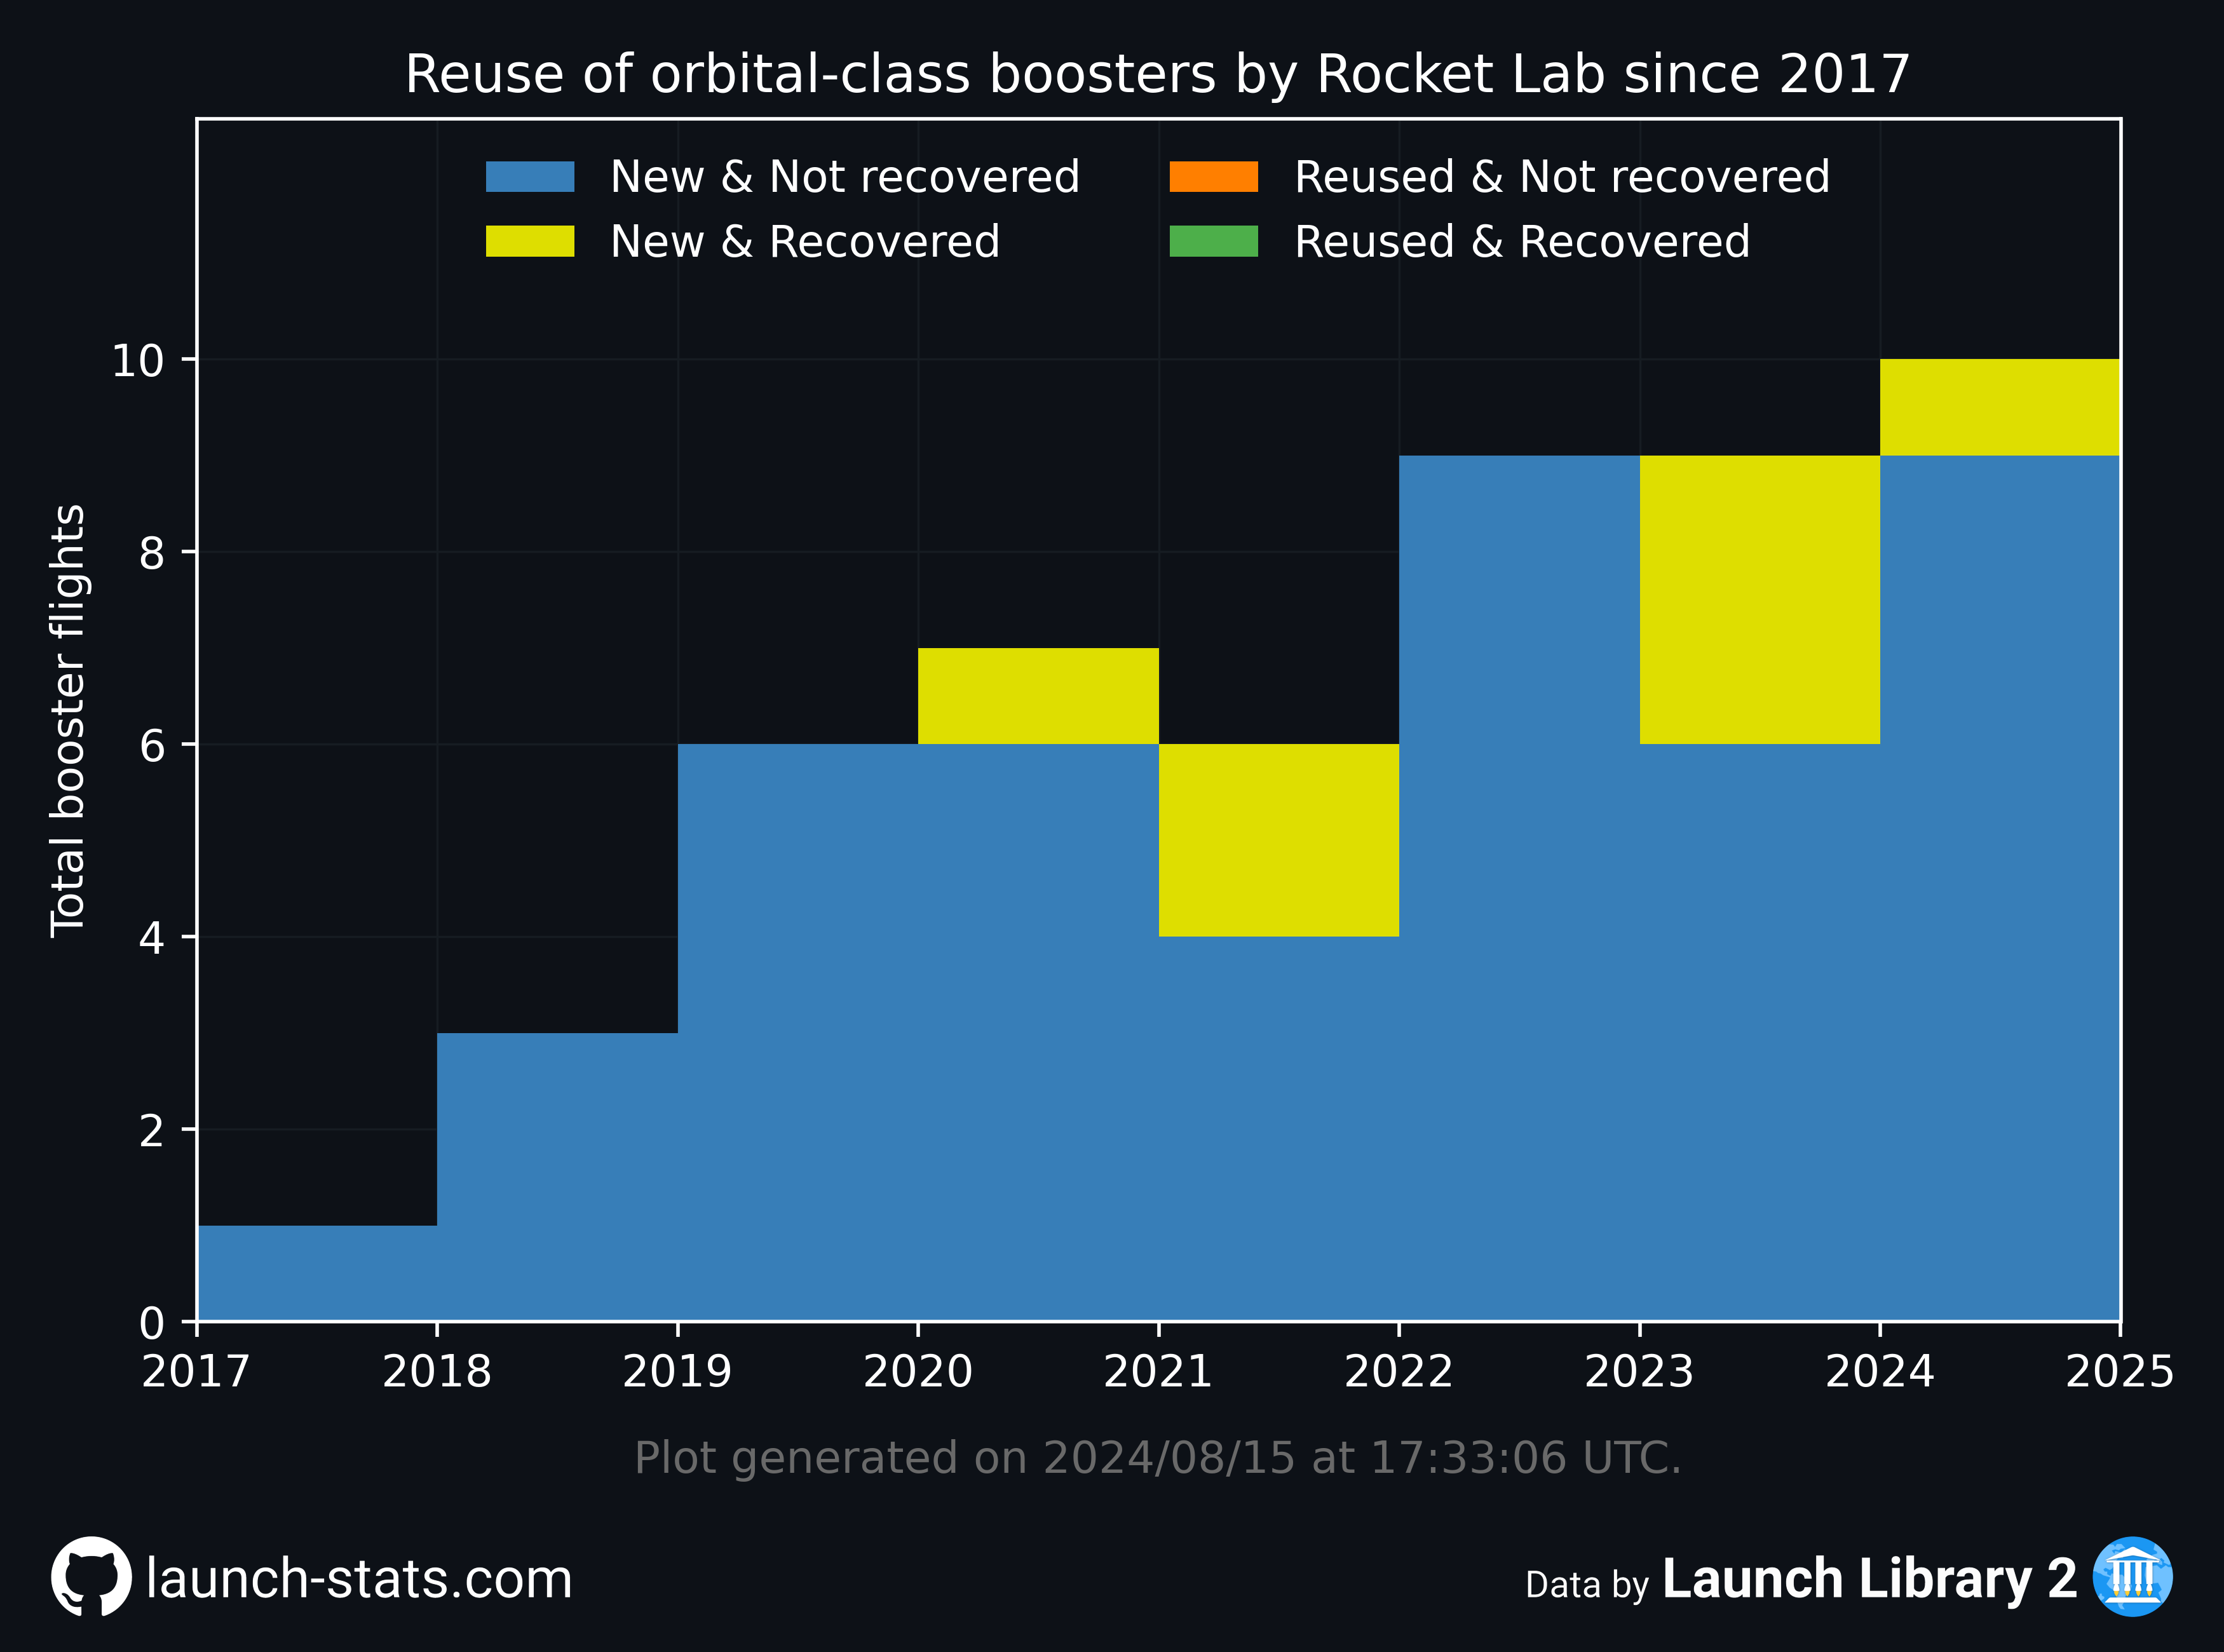 Reuse of orbital-class boosters by Rocket Lab since 2017
New & Not recovered
New & Recovered
Reused & Not recovered
Reused & Recovered
Total booster flights
10
8
6
4
2
0
2017 2018 2019 2020 2021 2022 2023 2024 2025
Plot generated on 2024/08/15 at 17:33:06 UTC.
launch-stats.com
Data by Launch Library 2